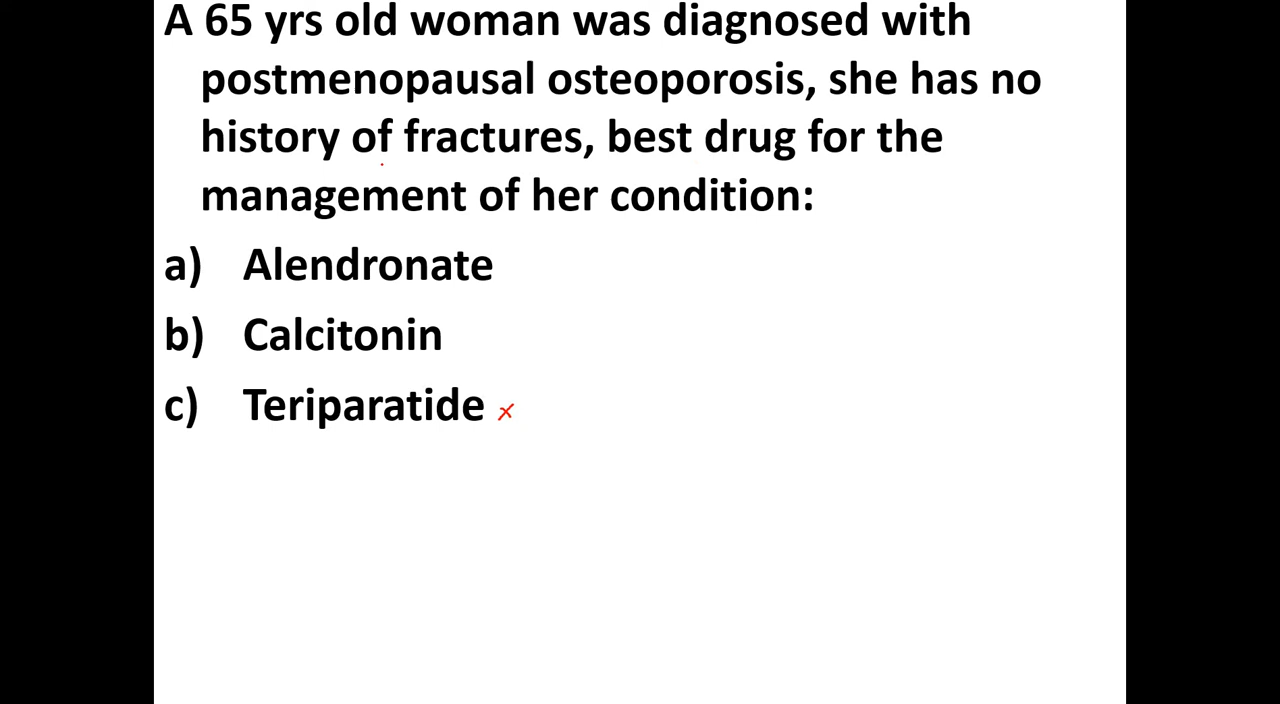 A 65 yrs old woman was diagnosed with
postmenopausal osteoporosis, she has no
history of fractures, best drug for the
management of her condition:
a) Alendronate
b) Calcitonin
c) Teriparatide x